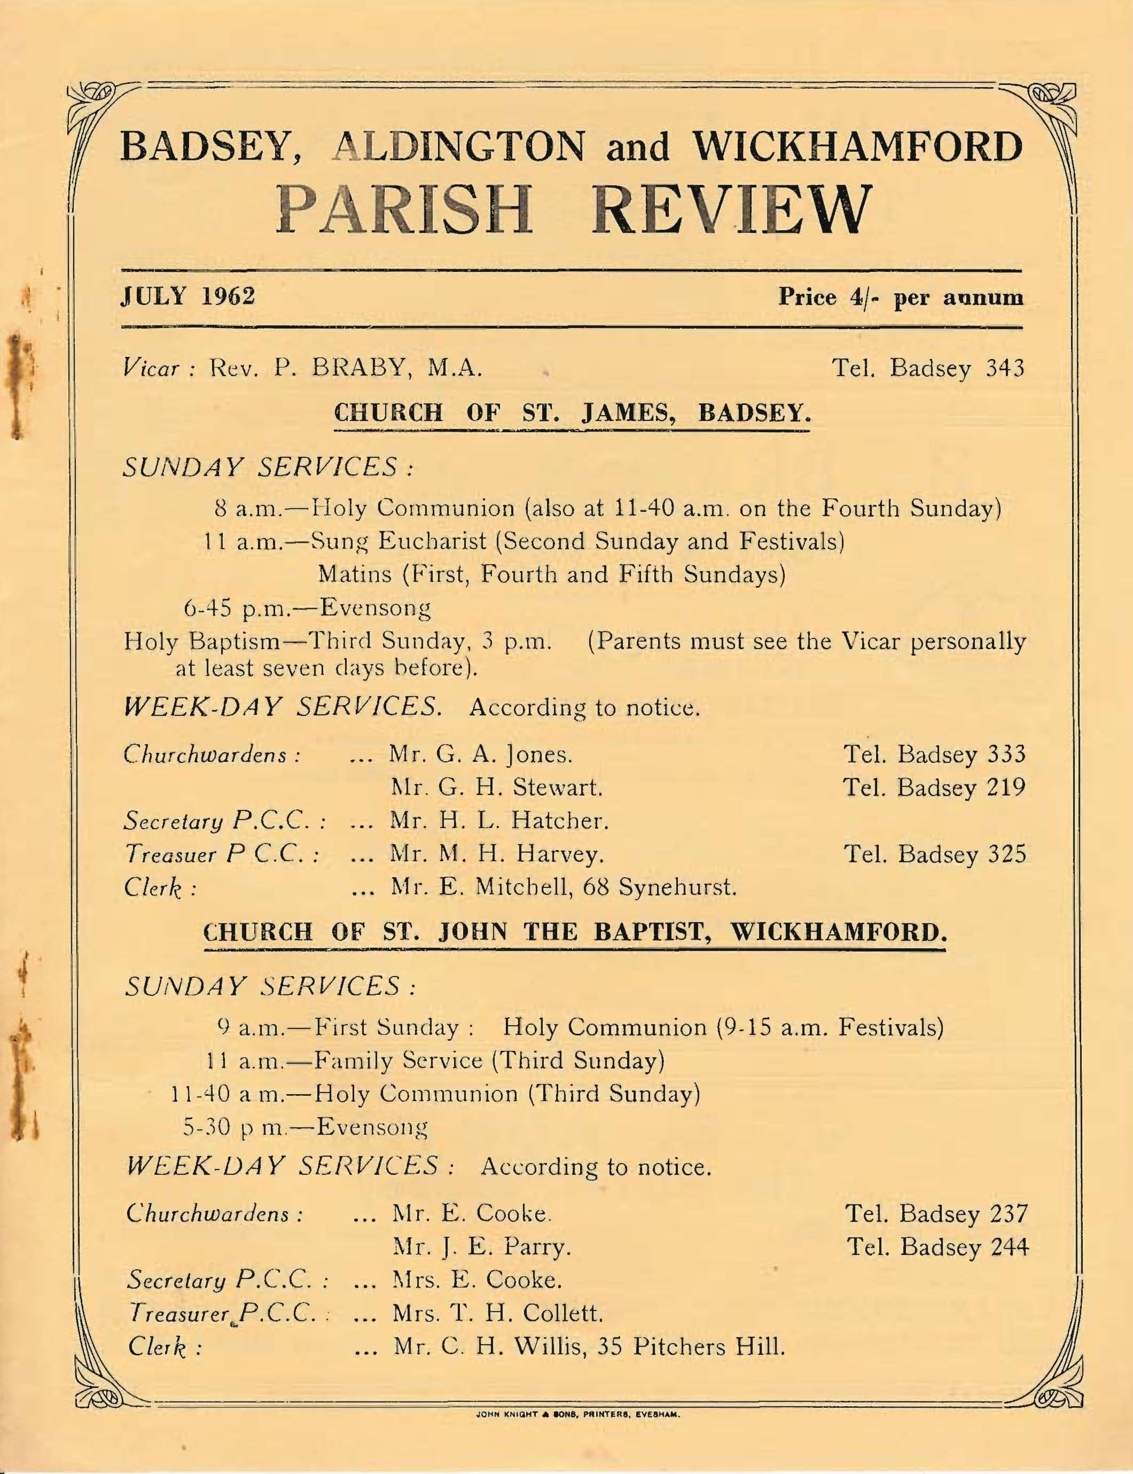 BADSEY, ALDINGTON and WICKHAMFORD
PARISH REVIEW
JULY 1962 Price 4/- per annum
Vicar : Rev. P. BRABY, M.A. Tel. Badsey 343
CHURCH OF ST. JAMES, BADSEY.
SUNDAY SERVICES :
8 a.m.—Holy Communion (also at 11-40 a.m. on the Fourth Sunday)
11 a.m.—Sung Eucharist (Second Sunday and Festivals)
Matins (First, Fourth and Fifth Sundays)
6-45 p.m.—Evensong
Holy Baptism—Third Sunday, 3 p.m. (Parents must see the Vicar personally
at least seven days before).
WEEK-DAY SERVICES. According to notice.
Churchwardens : ... Mr. G. A. Jones. Tel. Badsey 333
Mr. G. H. Stewart. Tel. Badsey 219
Secretary P.C.C. : ... Mr. H. L. Hatcher.
Treasuer P C.C. : ... Mr. M. H. Harvey. Tel. Badsey 325
Clerk : ... Mr. E. Mitchell, 68 Synehurst.
CHURCH OF ST. JOHN THE BAPTIST, WICKHAMFORD.
SUNDAY SERVICES :
9 a.m.—First Sunday : Holy Communion (9-15 a.m. Festivals)
11 a.m.—Family Service (Third Sunday)
11-40 a m.—Holy Communion (Third Sunday)
5-30 p m.—Evensong
WEEK-DAY SERVICES : According to notice.
Churchwardens : ... Mr. E. Cooke. Tel. Badsey 237
Mr. J. E. Parry. Tel. Badsey 244
Secretary P.C.C. : ... Mrs. E. Cooke.
Treasurer P.C.C. : ... Mrs. T. H. Collett.
Clerk : ... Mr. C. H. Willis, 35 Pitchers Hill.
JOHN KNIGHT & SONS, PRINTERS, EVESHAM.